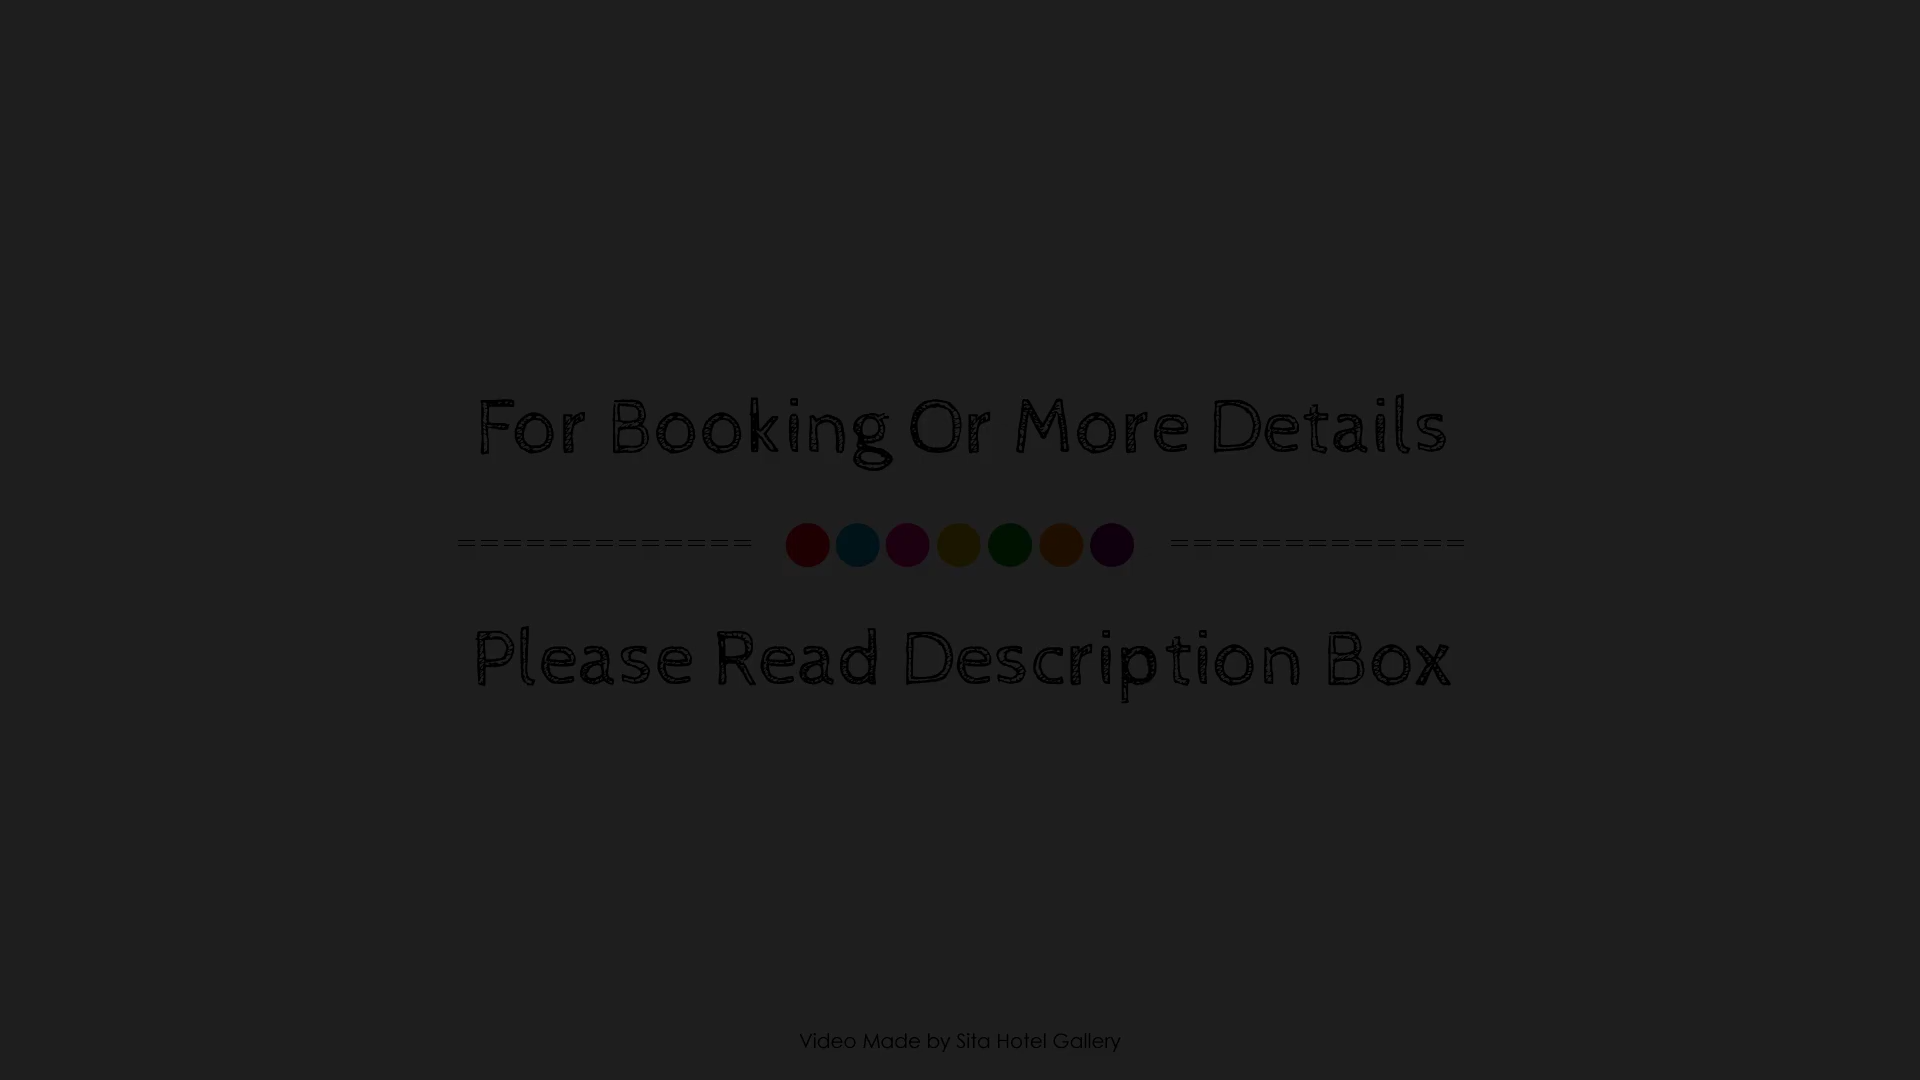 For Booking Or More Details
============= =============
Please Read Description Box
Video Made by Sita Hotel Gallery